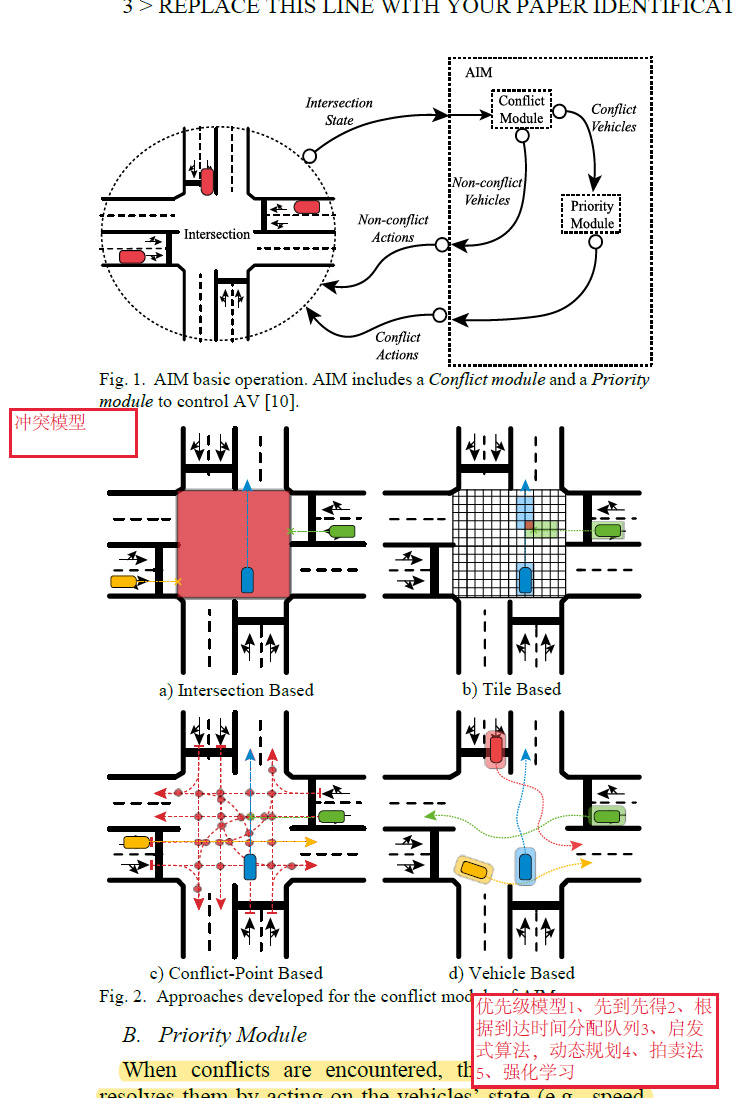 3 > REPLACE THIS LINE WITH YOUR PAPER IDENTIFICAT
AIM
Intersection
State
Conflict
Module
Conflict
Vehicles
Non-conflict
Vehicles
Priority
Module
Intersection
Non-conflict
Actions
Conflict
Actions
Fig. 1. AIM basic operation. AIM includes a Conflict module and a Priority
module to control AV [10].
冲突模型
a) Intersection Based
b) Tile Based
c) Conflict-Point Based
d) Vehicle Based
Fig. 2. Approaches developed for the conflict mod
优先级模型1、先到先得2、根
据到达时间分配队列3、启发
式算法，动态规划4、拍卖法
5、强化学习
B. Priority Module
When conflicts are encountered, th
resolves them by acting on the vehicles' state (e.g., speed